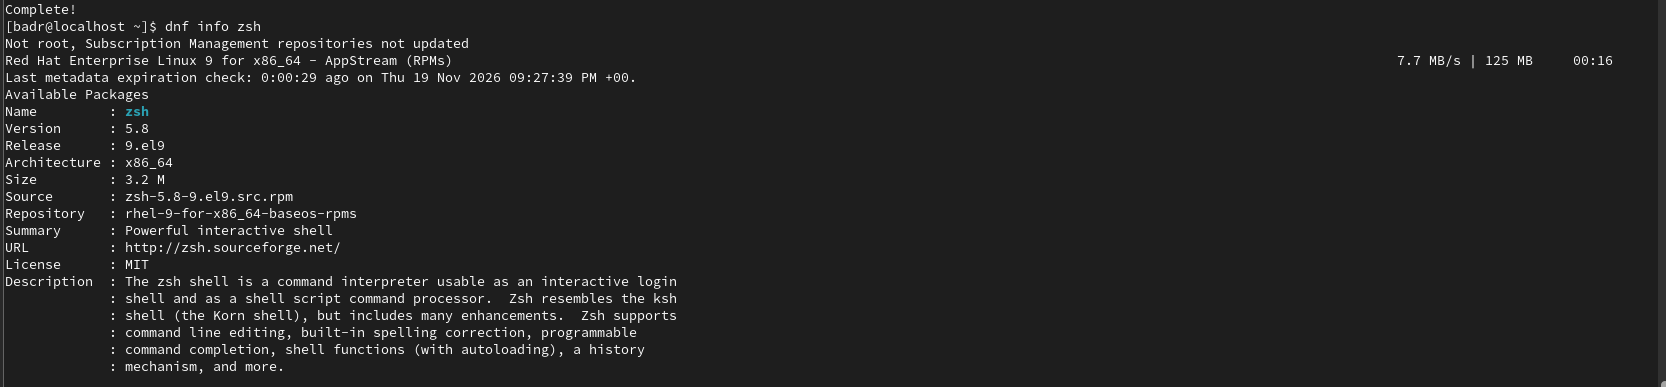 Complete!
[badr@localhost ~]$ dnf info zsh
Not root, Subscription Management repositories not updated
Red Hat Enterprise Linux 9 for x86_64 - AppStream (RPMs) 7.7 MB/s | 125 MB 00:16
Last metadata expiration check: 0:00:29 ago on Thu 19 Nov 2026 09:27:39 PM +00.
Available Packages
Name : zsh
Version : 5.8
Release : 9.el9
Architecture : x86_64
Size : 3.2 M
Source : zsh-5.8-9.el9.src.rpm
Repository : rhel-9-for-x86_64-baseos-rpms
Summary : Powerful interactive shell
URL : http://zsh.sourceforge.net/
License : MIT
Description : The zsh shell is a command interpreter usable as an interactive login
: shell and as a shell script command processor.  Zsh resembles the ksh
: shell (the Korn shell), but includes many enhancements.  Zsh supports
: command line editing, built-in spelling correction, programmable
: command completion, shell functions (with autoloading), a history
: mechanism, and more.